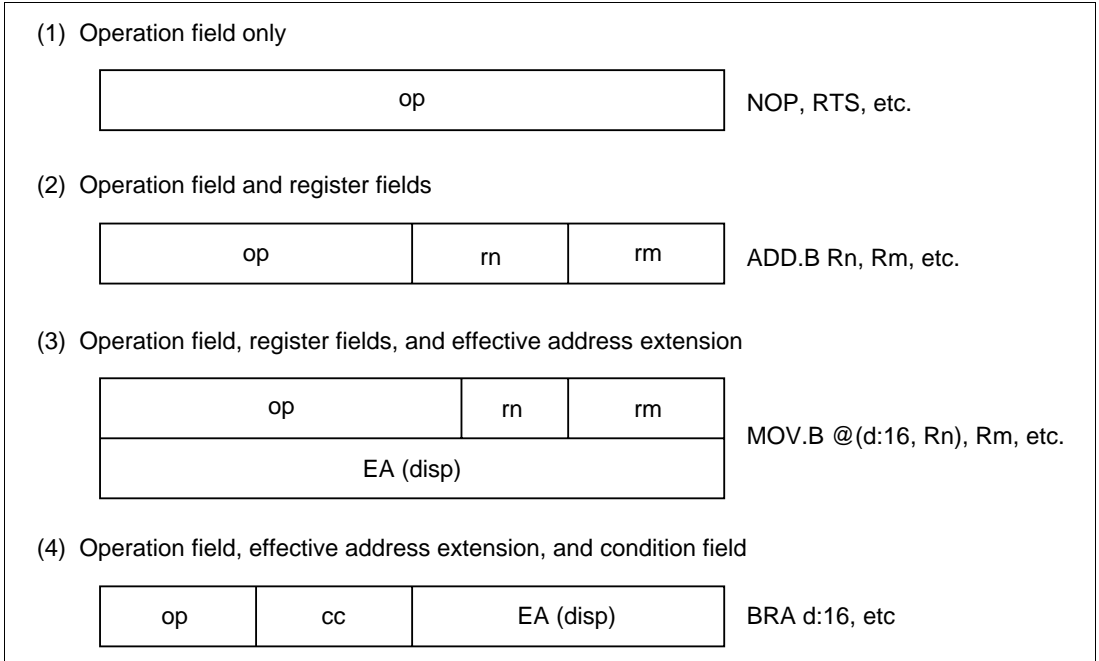 (1) Operation field only
op
NOP, RTS, etc.
(2) Operation field and register fields
op rn rm
ADD.B Rn, Rm, etc.
(3) Operation field, register fields, and effective address extension
op rn rm
MOV.B @(d:16, Rn), Rm, etc.
EA (disp)
(4) Operation field, effective address extension, and condition field
op cc EA (disp)
BRA d:16, etc